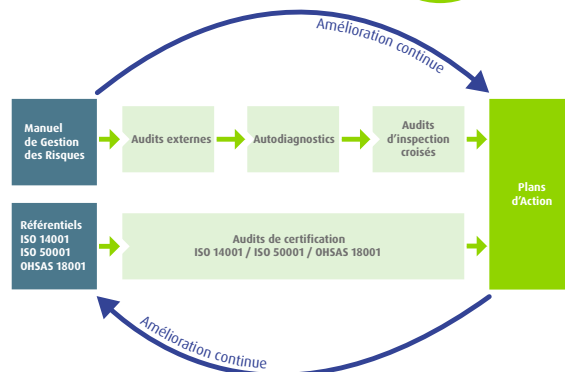 Amélioration continue
Manuel
de Gestion
des Risques
Audits externes
Autodiagnostics
Audits
d'inspection
croisés
Plans
d'Action
Référentiels
ISO 14001
ISO 50001
OHSAS 18001
Audits de certification
ISO 14001 / ISO 50001 / OHSAS 18001
Amélioration continue